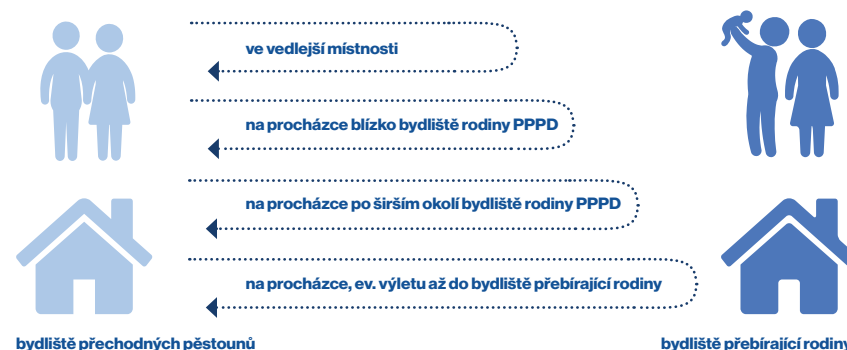 ve vedlejší místnosti
na procházce blízko bydliště rodiny PPPD
na procházce po širším okolí bydliště rodiny PPPD
na procházce, ev. výletu až do bydliště přebírající rodiny
bydliště přechodných pěstounů
bydliště přebírající rodiny